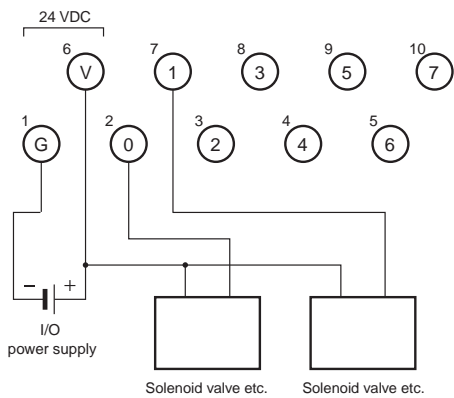 24 VDC
6 7 8 9 10
V 1 3 5 7
1 2 3 4 5
G 0 2 4 6
− +
I/O
power supply
Solenoid valve etc. Solenoid valve etc.